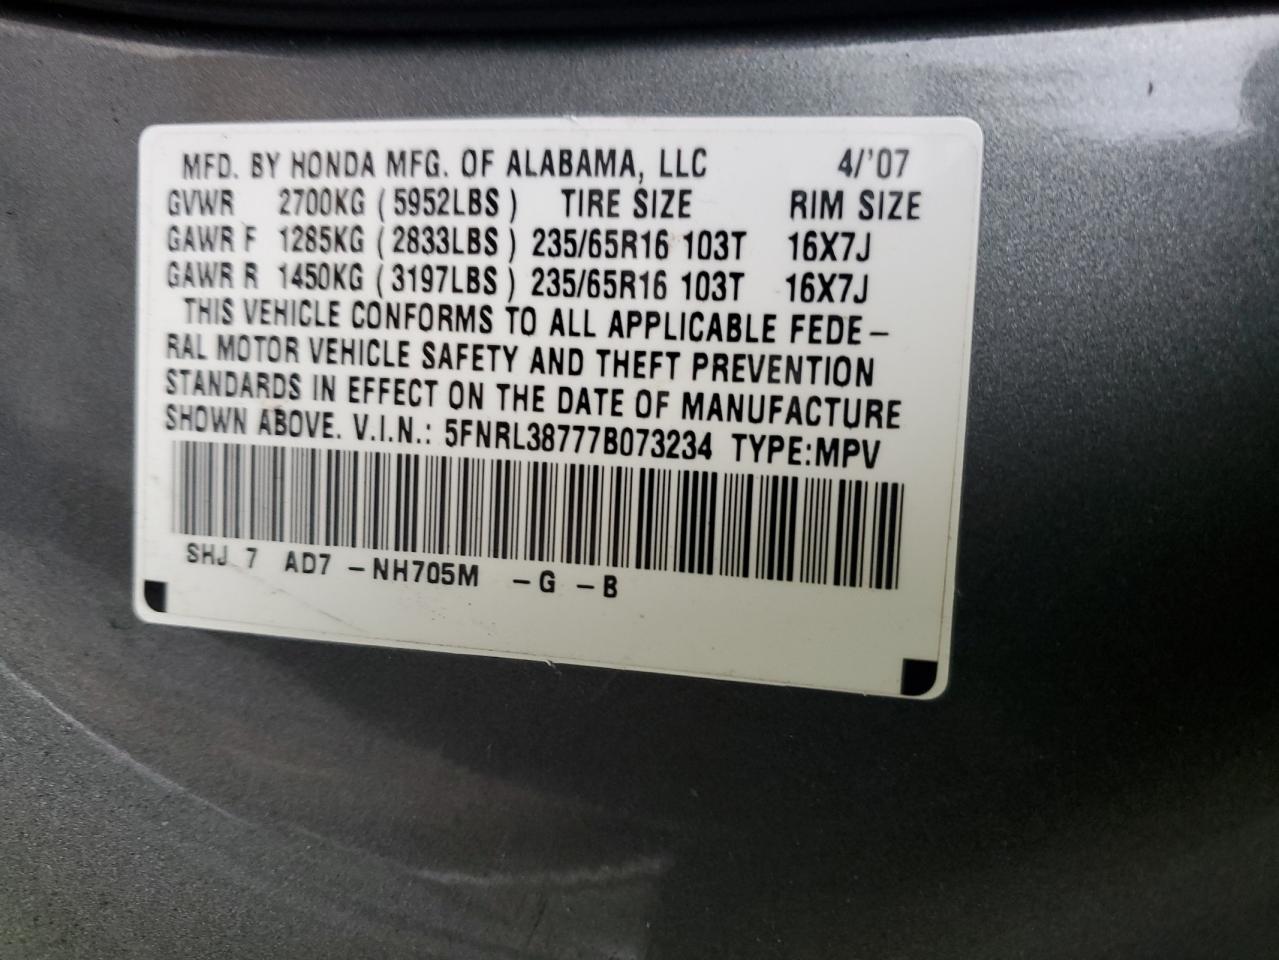 MFD. BY HONDA MFG. OF ALABAMA, LLC 4/'07
GVWR 2700KG (5952LBS) TIRE SIZE RIM SIZE
GAWR F 1285KG (2833LBS) 235/65R16 103T 16X7J
GAWR R 1450KG (3197LBS) 235/65R16 103T 16X7J
THIS VEHICLE CONFORMS TO ALL APPLICABLE FEDE-
RAL MOTOR VEHICLE SAFETY AND THEFT PREVENTION
STANDARDS IN EFFECT ON THE DATE OF MANUFACTURE
SHOWN ABOVE. V.I.N.: 5FNRL38777B073234 TYPE:MPV
SHJ 7 AD7 -NH705M -G -B